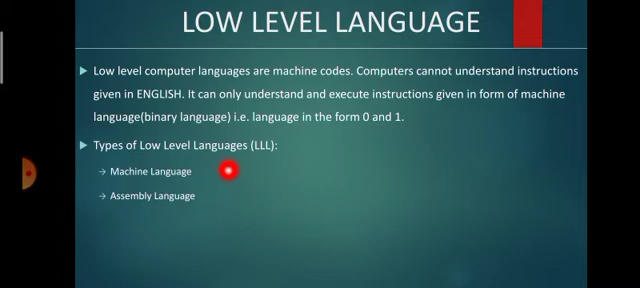 LOW LEVEL LANGUAGE
Low level computer languages are machine codes. Computers cannot understand instructions
given in ENGLISH. It can only understand and execute instructions given in form of machine
language(binary language) i.e. language in the form 0 and 1.
Types of Low Level Languages (LLL):
Machine Language
Assembly Language